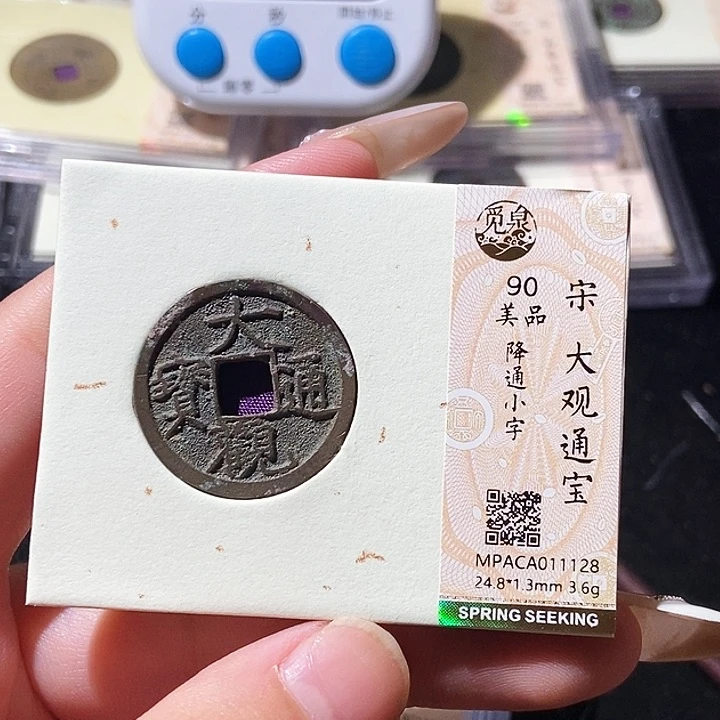 分 秒
大
寶 通
觀
觅泉
90
美品
降通小字
宋 大观通宝
MPACA011128
24.8*1.3mm 3.6g
SPRING SEEKING